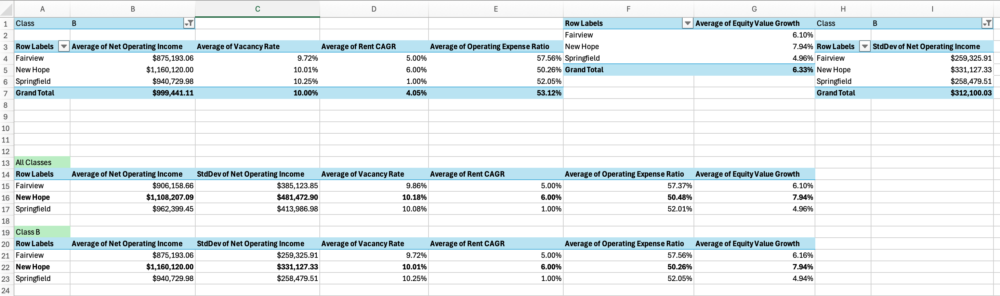 A B C D E F G H I
1 Class B Row Labels Average of Equity Value Growth Class B
2 Fairview 6.10%
3 Row Labels Average of Net Operating Income Average of Vacancy Rate Average of Rent CAGR Average of Operating Expense Ratio New Hope 7.94% Row Labels StdDev of Net Operating Income
4 Fairview $875,193.06 9.72% 5.00% 57.56% Springfield 4.96% Fairview $259,325.91
5 New Hope $1,160,120.00 10.01% 6.00% 50.26% Grand Total 6.33% New Hope $331,127.33
6 Springfield $940,729.98 10.25% 1.00% 52.05% Springfield $258,479.51
7 Grand Total $999,441.11 10.00% 4.05% 53.12% Grand Total $312,100.03
8
9
10
11
12
13 All Classes
14 Row Labels Average of Net Operating Income StdDev of Net Operating Income Average of Vacancy Rate Average of Rent CAGR Average of Operating Expense Ratio Average of Equity Value Growth
15 Fairview $906,158.66 $385,123.85 9.86% 5.00% 57.37% 6.10%
16 New Hope $1,108,207.09 $481,472.90 10.18% 6.00% 50.48% 7.94%
17 Springfield $962,399.45 $413,986.98 10.08% 1.00% 52.01% 4.96%
18
19 Class B
20 Row Labels Average of Net Operating Income StdDev of Net Operating Income Average of Vacancy Rate Average of Rent CAGR Average of Operating Expense Ratio Average of Equity Value Growth
21 Fairview $875,193.06 $259,325.91 9.72% 5.00% 57.56% 6.16%
22 New Hope $1,160,120.00 $331,127.33 10.01% 6.00% 50.26% 7.94%
23 Springfield $940,729.98 $258,479.51 10.25% 1.00% 52.05% 4.94%
24